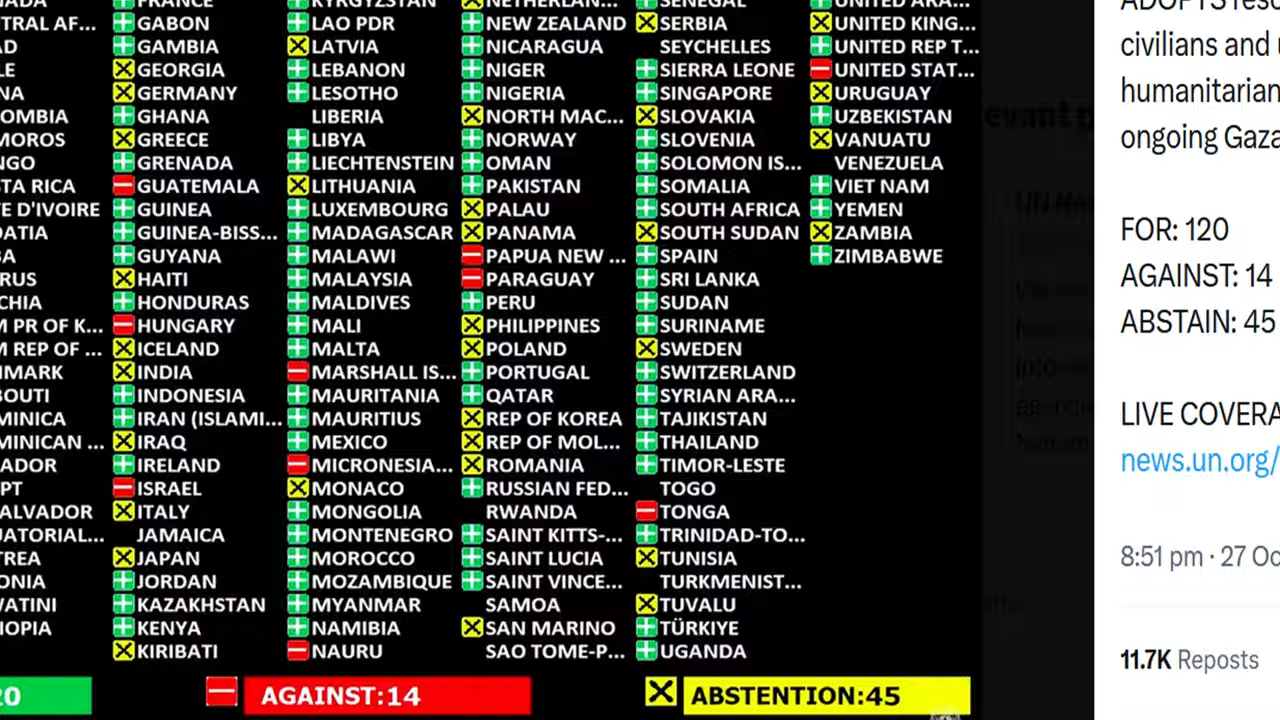 TRAL AF...
AD
LE
NA
OMBIA
MOROS
NGO
TA RICA
E D'IVOIRE
ATIA
BA
RUS
CHIA
M PR OF K...
M REP OF ...
MARK
OUTI
MINICA
MINICAN ...
ADOR
PT
ALVADOR
UATORIAL...
TREA
ONIA
WATINI
IOPIA
20
FRANCE
GABON
GAMBIA
GEORGIA
GERMANY
GHANA
GREECE
GRENADA
GUATEMALA
GUINEA
GUINEA-BISS...
GUYANA
HAITI
HONDURAS
HUNGARY
ICELAND
INDIA
INDONESIA
IRAN (ISLAMI...
IRAQ
IRELAND
ISRAEL
ITALY
JAMAICA
JAPAN
JORDAN
KAZAKHSTAN
KENYA
KIRIBATI
KYRGYZSTAN
LAO PDR
LATVIA
LEBANON
LESOTHO
LIBERIA
LIBYA
LIECHTENSTEIN
LITHUANIA
LUXEMBOURG
MADAGASCAR
MALAWI
MALAYSIA
MALDIVES
MALI
MALTA
MARSHALL IS...
MAURITANIA
MAURITIUS
MEXICO
MICRONESIA...
MONACO
MONGOLIA
MONTENEGRO
MOROCCO
MOZAMBIQUE
MYANMAR
NAMIBIA
NAURU
NETHERLAN...
NEW ZEALAND
NICARAGUA
NIGER
NIGERIA
NORTH MAC...
NORWAY
OMAN
PAKISTAN
PALAU
PANAMA
PAPUA NEW ...
PARAGUAY
PERU
PHILIPPINES
POLAND
PORTUGAL
QATAR
REP OF KOREA
REP OF MOL...
ROMANIA
RUSSIAN FED...
RWANDA
SAINT KITTS-...
SAINT LUCIA
SAINT VINCE...
SAMOA
SAN MARINO
SAO TOME-P...
SENEGAL
SERBIA
SEYCHELLES
SIERRA LEONE
SINGAPORE
SLOVAKIA
SLOVENIA
SOLOMON IS...
SOMALIA
SOUTH AFRICA
SOUTH SUDAN
SPAIN
SRI LANKA
SUDAN
SURINAME
SWEDEN
SWITZERLAND
SYRIAN ARA...
TAJIKISTAN
THAILAND
TIMOR-LESTE
TOGO
TONGA
TRINIDAD-TO...
TUNISIA
TURKMENIST...
TUVALU
TÜRKIYE
UGANDA
UNITED ARA...
UNITED KING...
UNITED REP T...
UNITED STAT...
URUGUAY
UZBEKISTAN
VANUATU
VENEZUELA
VIET NAM
YEMEN
ZAMBIA
ZIMBABWE
AGAINST:14
ABSTENTION:45
ADOPTS reso
civilians and
humanitarian
ongoing Gaza
FOR: 120
AGAINST: 14
ABSTAIN: 45
LIVE COVERA
news.un.org/
8:51 pm · 27 Oc
11.7K Reposts